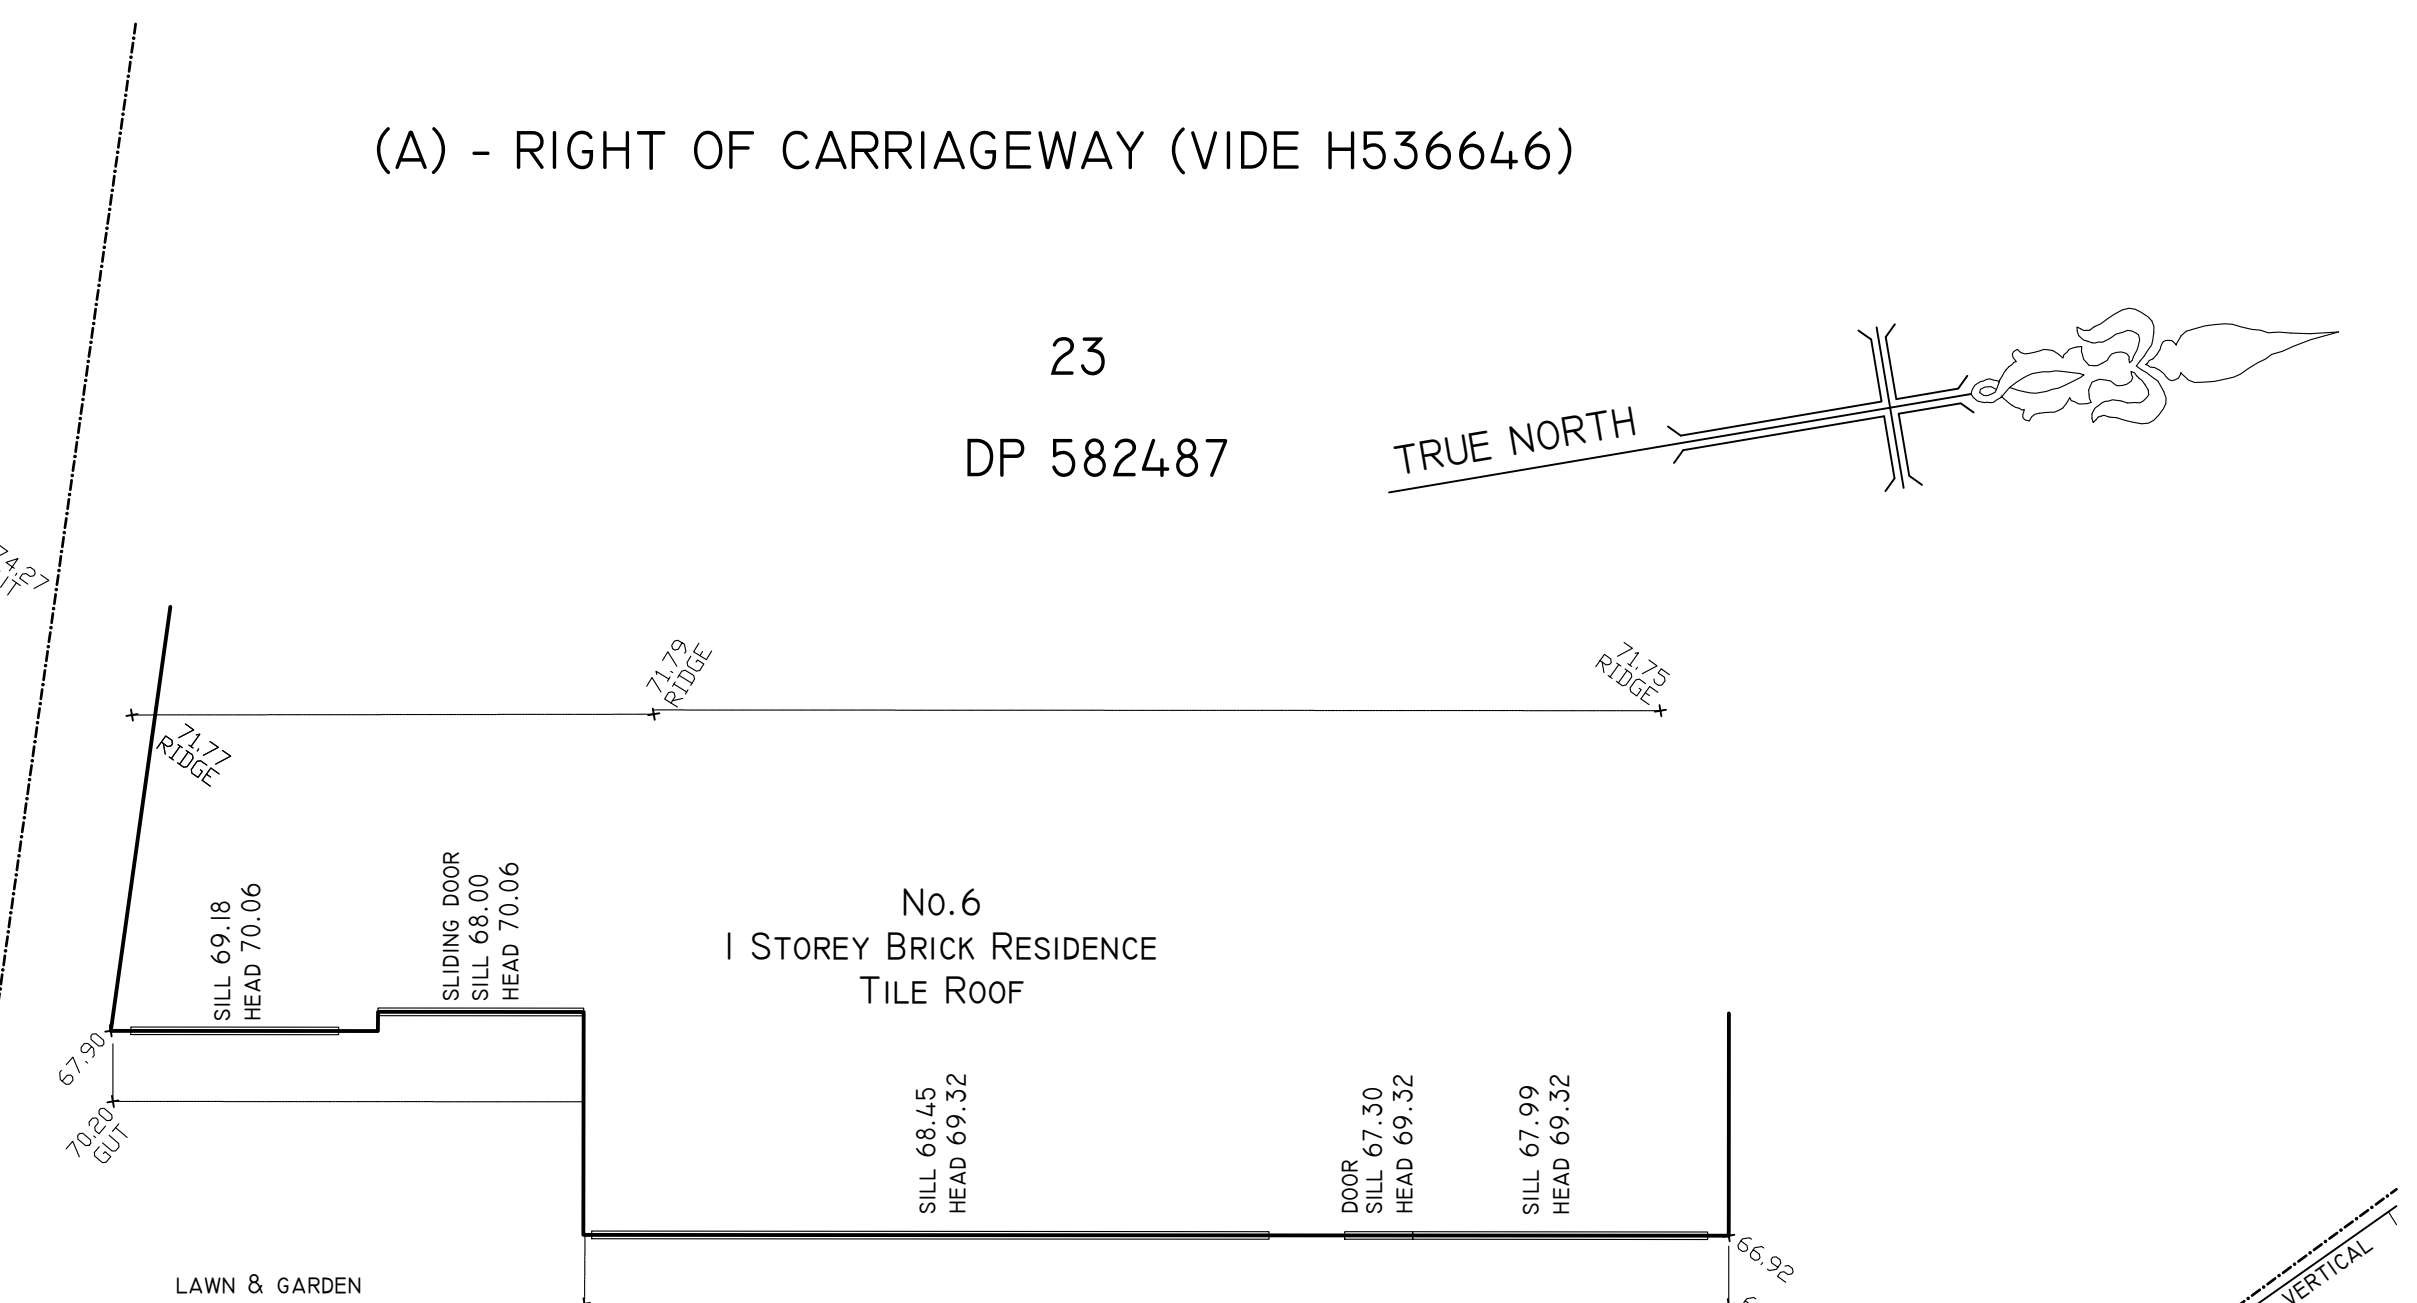 (A) - RIGHT OF CARRIAGEWAY (VIDE H536646)
23
DP 582487
TRUE NORTH
74.27
71.79
RIDGE
71.75
RIDGE
71.77
RIDGE
SILL 69.18
HEAD 70.06
SLIDING DOOR
SILL 68.00
HEAD 70.06
No.6
1 STOREY BRICK RESIDENCE
TILE ROOF
67.90
70.20
GUT
SILL 68.45
HEAD 69.32
DOOR
SILL 67.30
HEAD 69.32
SILL 67.99
HEAD 69.32
66.92
VERTICAL
LAWN & GARDEN